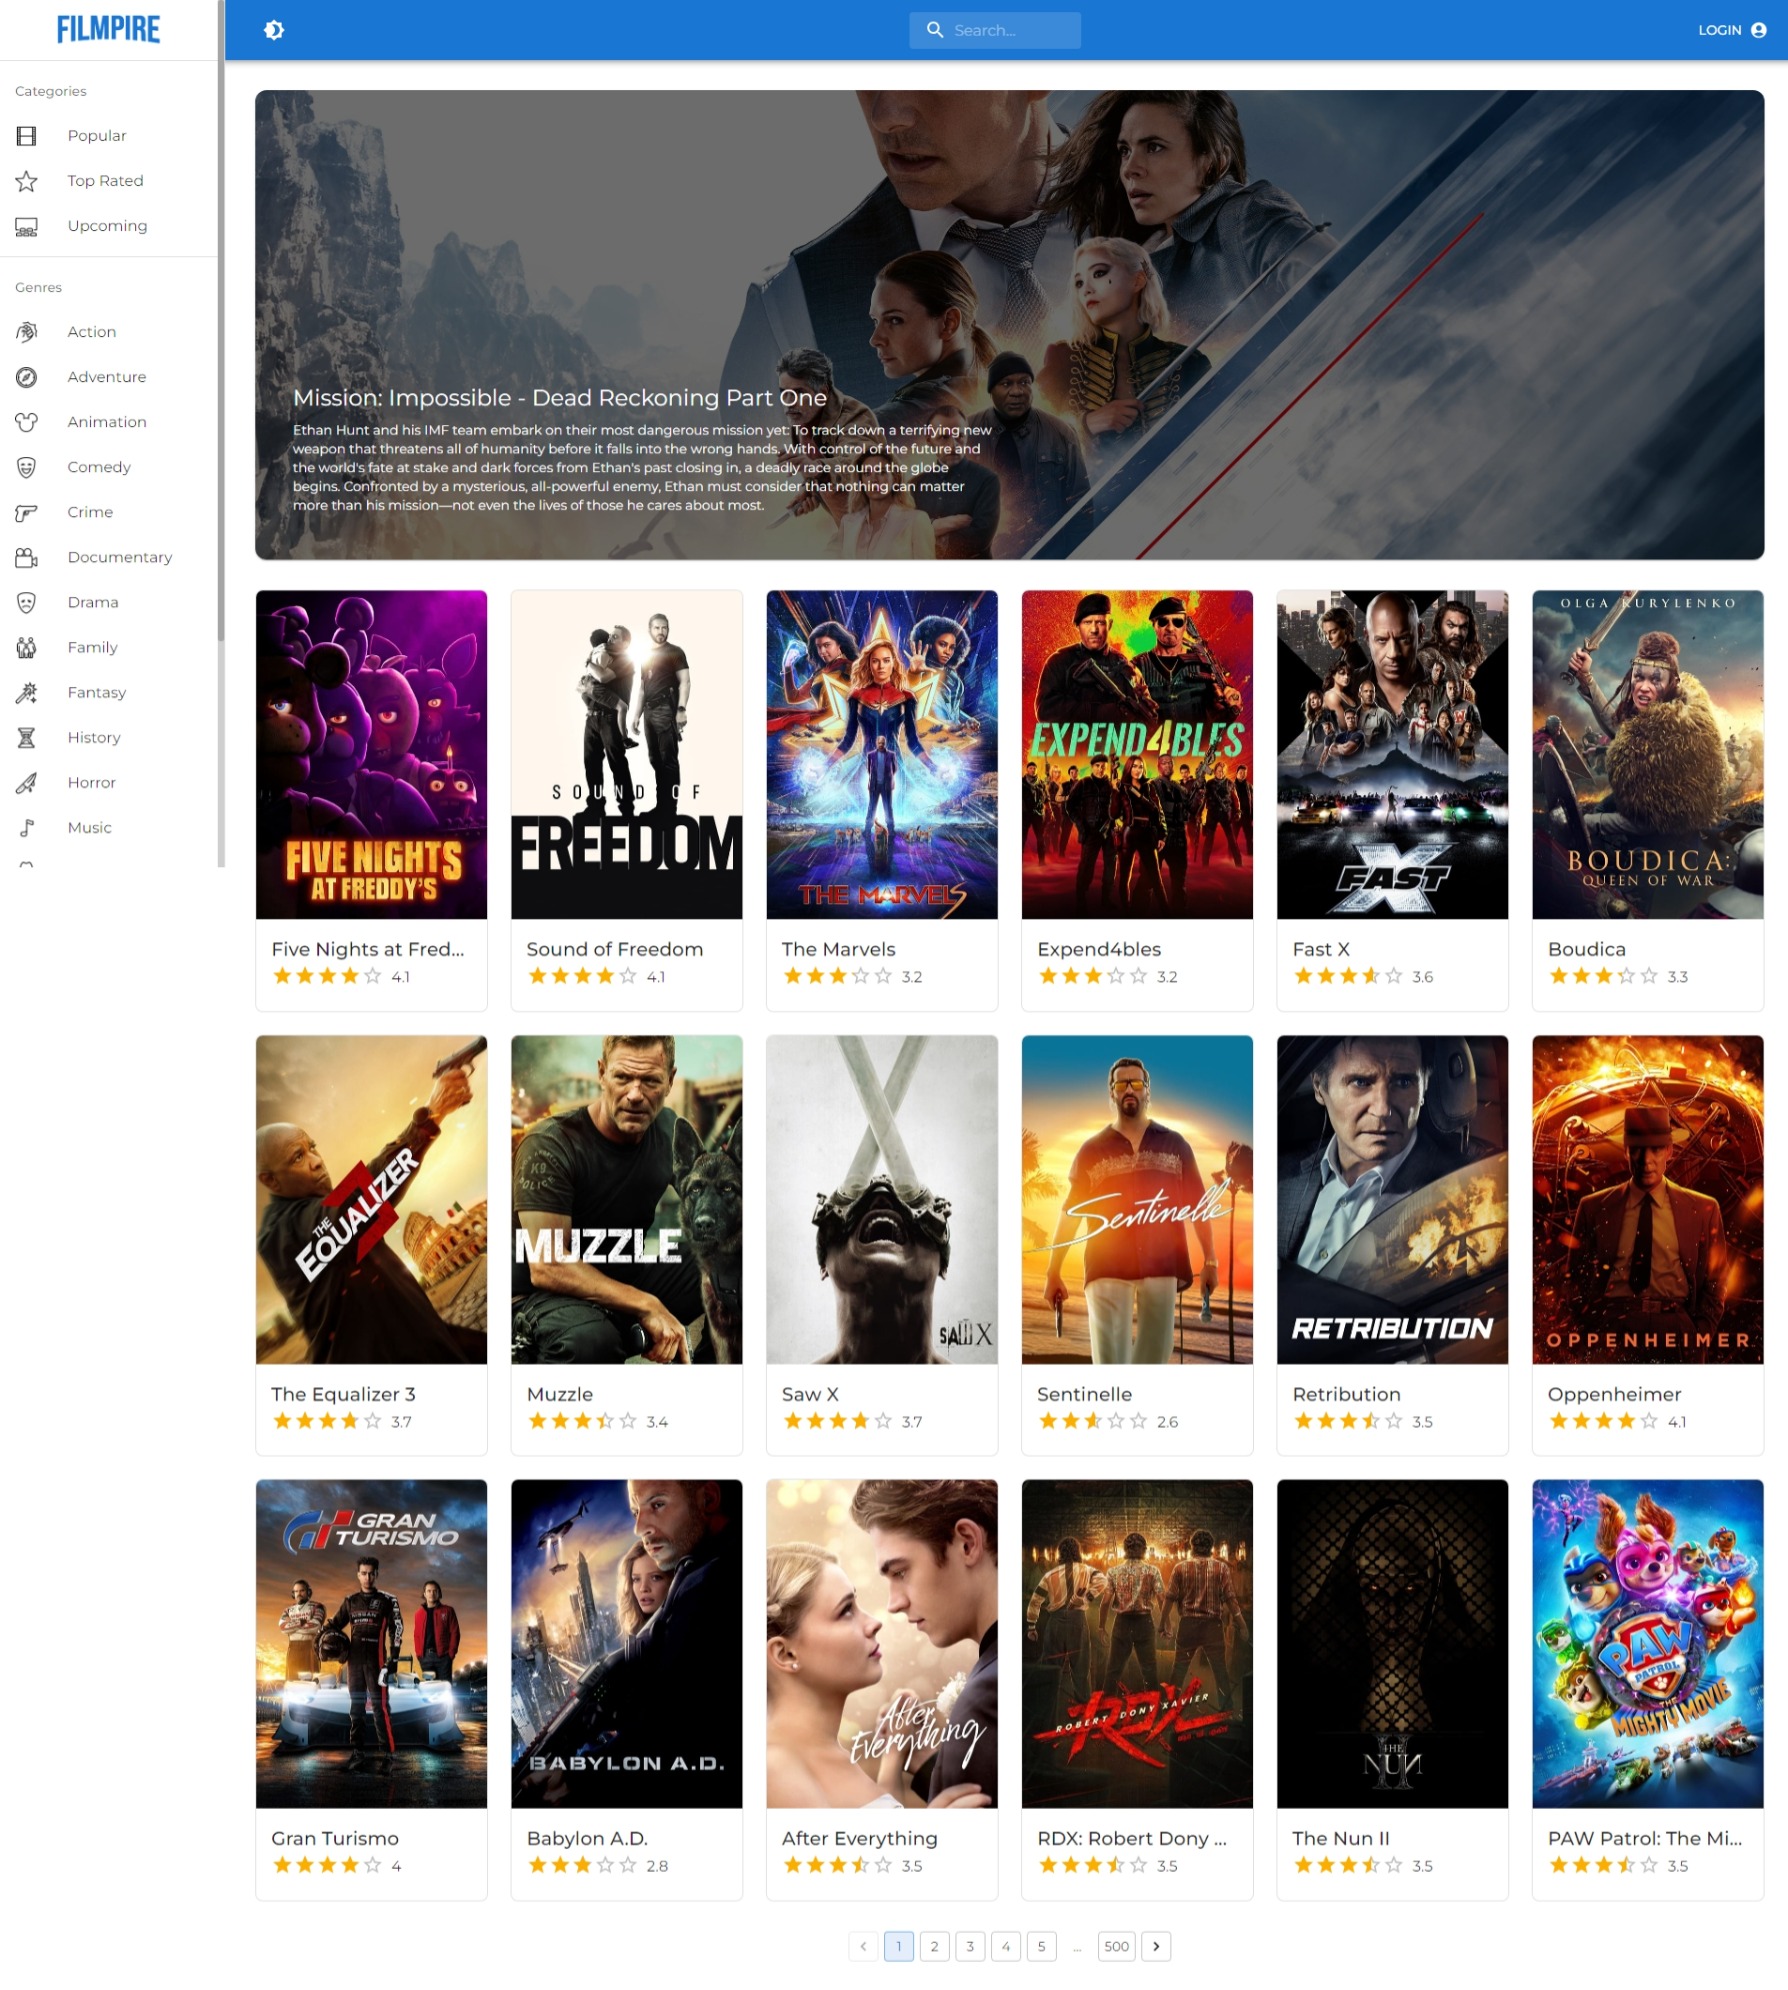 FILMPIRE
Search...
LOGIN
Categories
Popular
Top Rated
Upcoming
Genres
Action
Adventure
Animation
Comedy
Crime
Documentary
Drama
Family
Fantasy
History
Horror
Music
Mission: Impossible - Dead Reckoning Part One
Ethan Hunt and his IMF team embark on their most dangerous mission yet: To track down a terrifying new
weapon that threatens all of humanity before it falls into the wrong hands. With control of the future and
the world's fate at stake and dark forces from Ethan's past closing in, a deadly race around the globe
begins. Confronted by a mysterious, all-powerful enemy, Ethan must consider that nothing can matter
more than his mission—not even the lives of those he cares about most.
FIVE NIGHTS
AT FREDDY'S
Five Nights at Fred...
4.1
SOUND OF
FREEDOM
Sound of Freedom
4.1
THE MARVELS
The Marvels
3.2
EXPEND4BLES
Expend4bles
3.2
FAST X
Fast X
3.6
OLGA KURYLENKO
BOUDICA:
QUEEN OF WAR
Boudica
3.3
THE
EQUALIZER
3
The Equalizer 3
3.7
K9
POLICE
MUZZLE
Muzzle
3.4
SAW X
Saw X
3.7
Sentinelle
Sentinelle
2.6
RETRIBUTION
Retribution
3.5
OPPENHEIMER
Oppenheimer
4.1
GRAN
TURISMO
Gran Turismo
4
BABYLON A.D.
Babylon A.D.
2.8
After
Everything
After Everything
3.5
RDX
ROBERT DONY XAVIER
RDX: Robert Dony ...
3.5
THE
NUN
II
The Nun II
3.5
PAW
PATROL
THE
MIGHTY MOVIE
PAW Patrol: The Mi...
3.5
1 2 3 4 5 ... 500